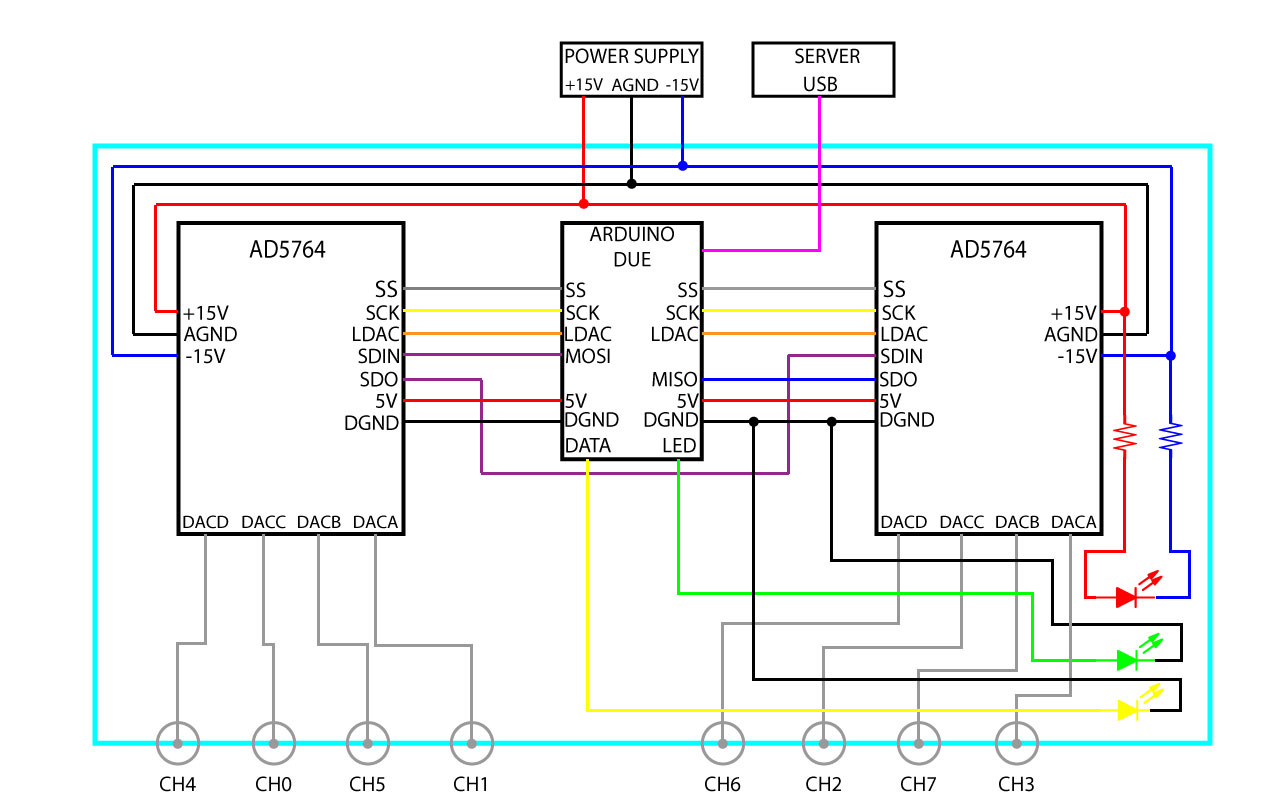 POWER SUPPLY
+15V AGND -15V
SERVER
USB
AD5764
+15V
AGND
-15V
SS
SCK
LDAC
SDIN
SDO
5V
DGND
DACD DACC DACB DACA
ARDUINO
DUE
SS
SCK
LDAC
MOSI
5V
DGND
DATA
SS
SCK
LDAC
MISO
5V
DGND
LED
AD5764
SS
SCK
LDAC
SDIN
SDO
5V
DGND
+15V
AGND
-15V
DACD DACC DACB DACA
CH4 CH0 CH5 CH1 CH6 CH2 CH7 CH3